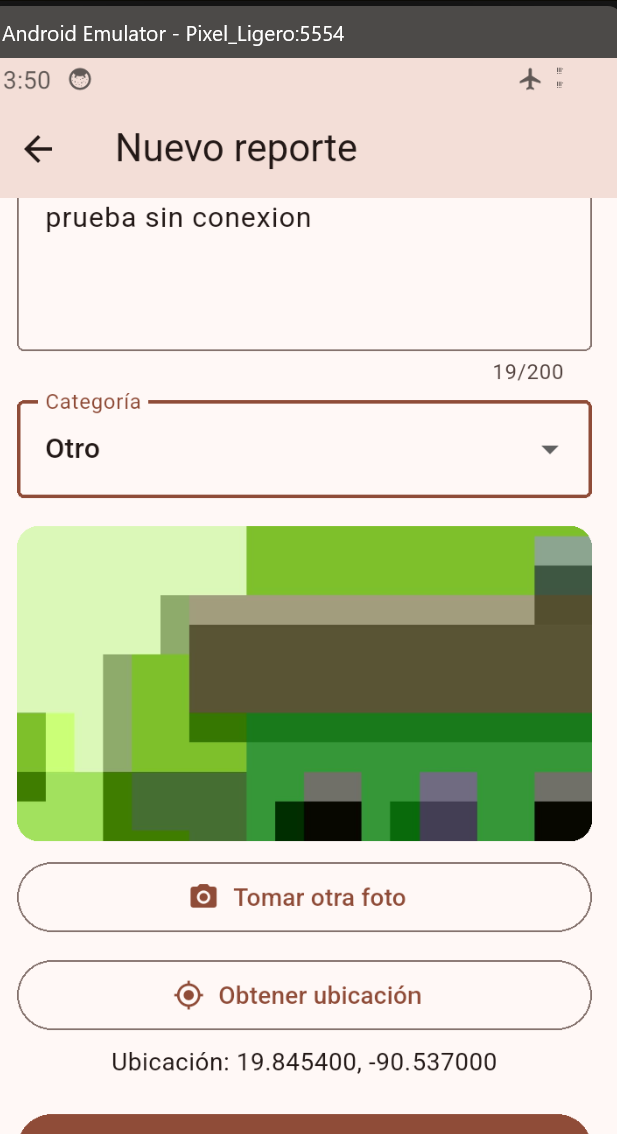 Android Emulator - Pixel_Ligero:5554
3:50
Nuevo reporte
prueba sin conexion
19/200
Categoría
Otro
Tomar otra foto
Obtener ubicación
Ubicación: 19.845400, -90.537000